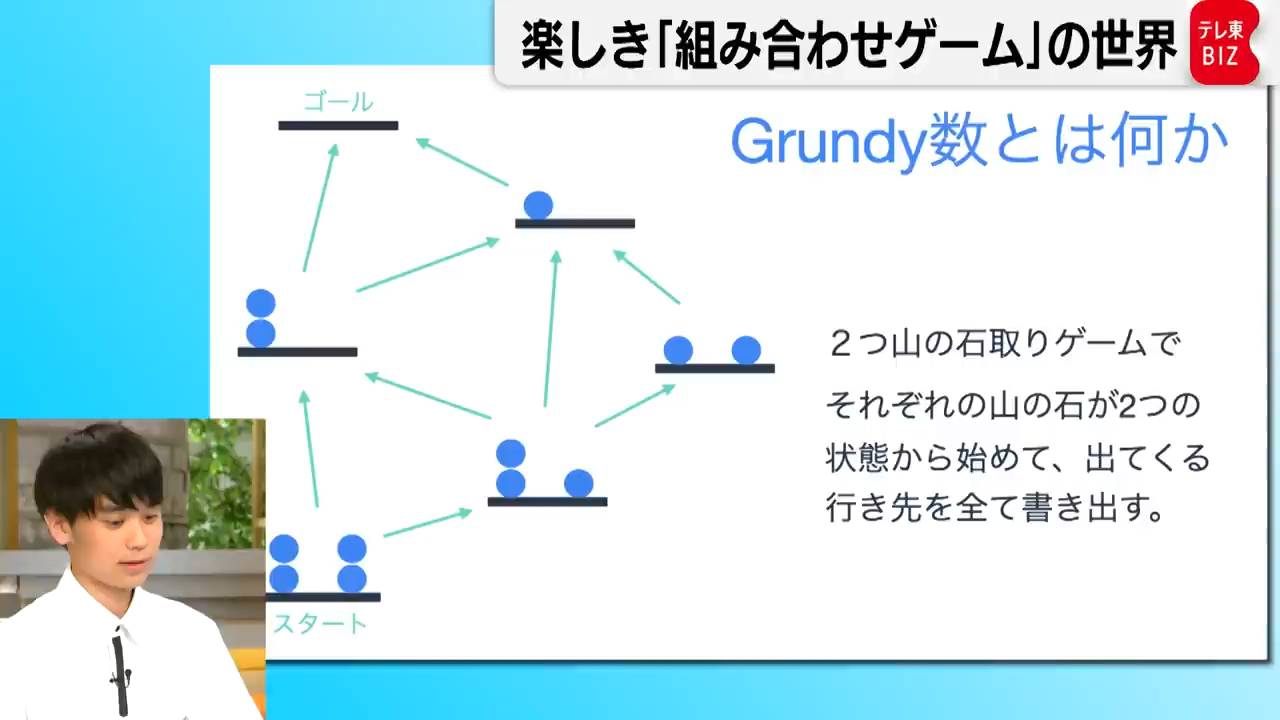 楽しき「組み合わせゲーム」の世界
テレ東
BIZ
ゴール
Grundy数とは何か
２つ山の石取りゲームで
それぞれの山の石が2つの
状態から始めて、出てくる
行き先を全て書き出す。
スタート